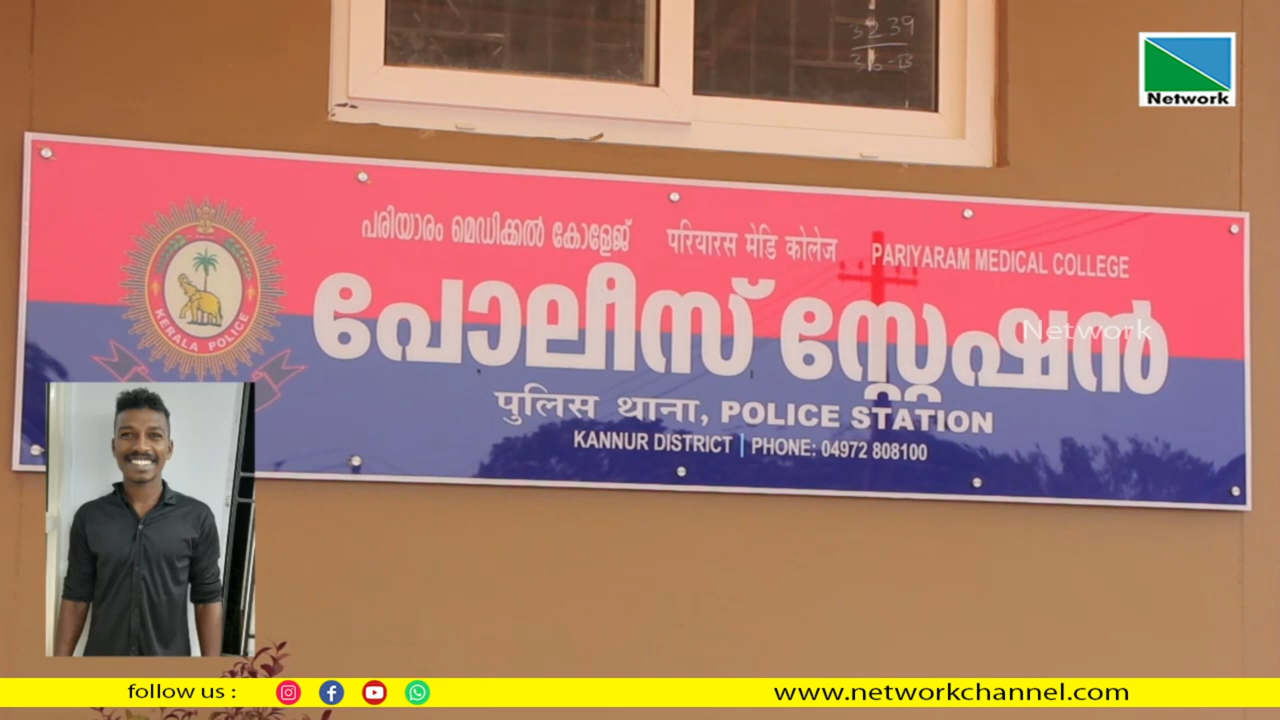 3239
36-B
Network
പരിയാരം മെഡിക്കൽ കോളേജ് परियारस मेडि कोलेज PARIYARAM MEDICAL COLLEGE
പോലീസ് സ്റ്റേഷൻ
Network
KERALA POLICE
पुलिस थाना, POLICE STATION
KANNUR DISTRICT | PHONE: 04972 808100
follow us :
www.networkchannel.com